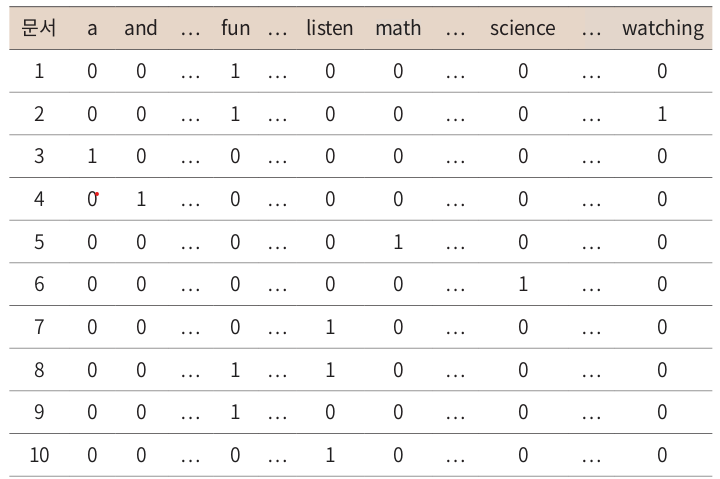 문서 a and … fun … listen math … science … watching
1 0 0 … 1 … 0 0 … 0 … 0
2 0 0 … 1 … 0 0 … 0 … 1
3 1 0 … 0 … 0 0 … 0 … 0
4 0 1 … 0 … 0 0 … 0 … 0
5 0 0 … 0 … 0 1 … 0 … 0
6 0 0 … 0 … 0 0 … 1 … 0
7 0 0 … 0 … 1 0 … 0 … 0
8 0 0 … 1 … 1 0 … 0 … 0
9 0 0 … 1 … 0 0 … 0 … 0
10 0 0 … 0 … 1 0 … 0 … 0